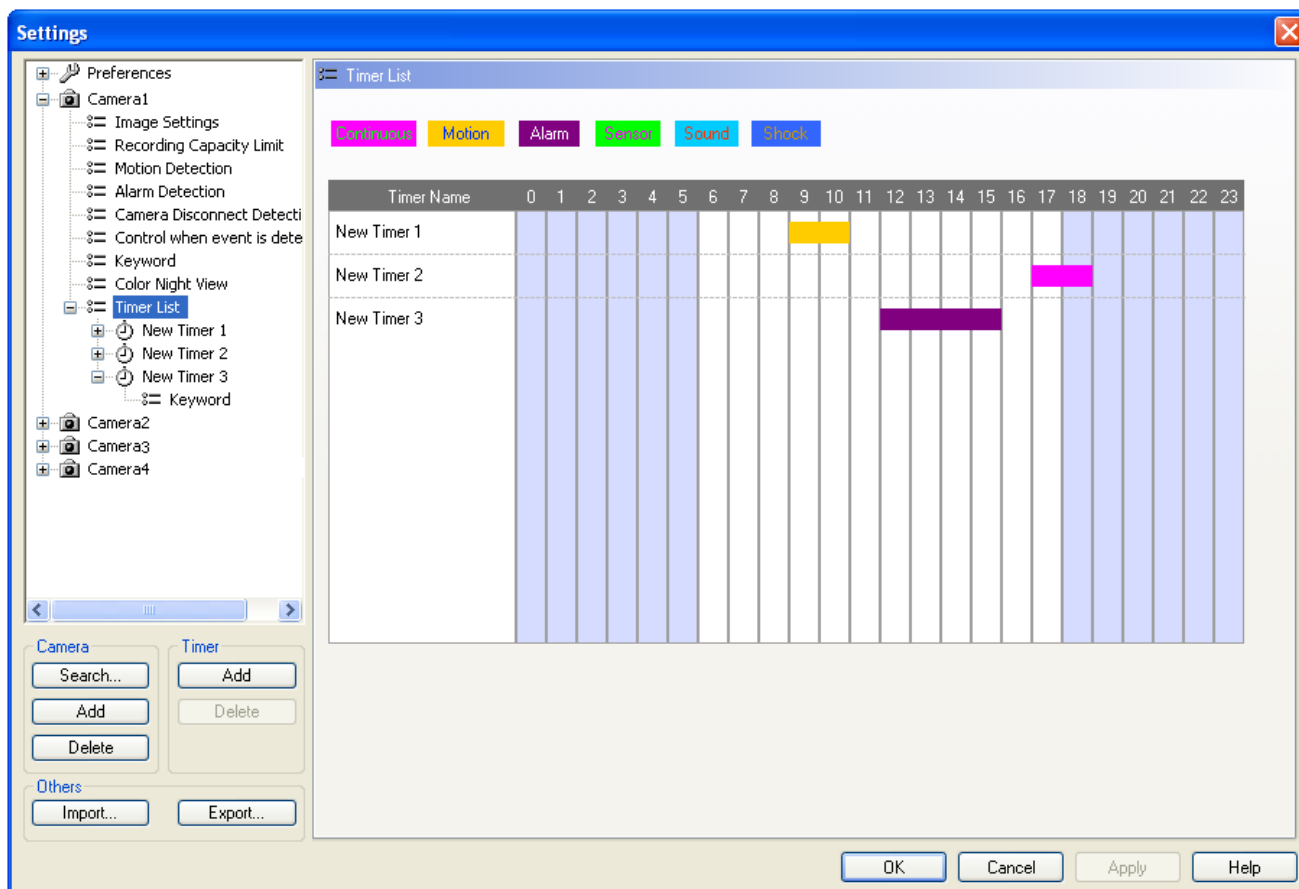 Settings
Preferences
Camera1
Image Settings
Recording Capacity Limit
Motion Detection
Alarm Detection
Camera Disconnect Detecti
Control when event is dete
Keyword
Color Night View
Timer List
New Timer 1
New Timer 2
New Timer 3
Keyword
Camera2
Camera3
Camera4
Camera
Search...
Add
Delete
Timer
Add
Delete
Others
Import...
Export...
Timer List
Continuous Motion Alarm Sensor Sound Shock
Timer Name 0 1 2 3 4 5 6 7 8 9 10 11 12 13 14 15 16 17 18 19 20 21 22 23
New Timer 1
New Timer 2
New Timer 3
OK Cancel Apply Help